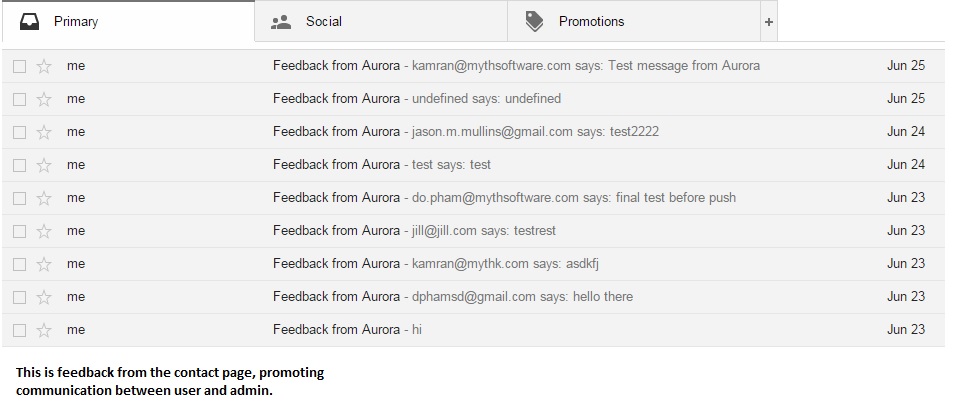 Primary Social Promotions +
me Feedback from Aurora - kamran@mythsoftware.com says: Test message from Aurora Jun 25
me Feedback from Aurora - undefined says: undefined Jun 25
me Feedback from Aurora - jason.m.mullins@gmail.com says: test2222 Jun 24
me Feedback from Aurora - test says: test Jun 24
me Feedback from Aurora - do.pham@mythsoftware.com says: final test before push Jun 23
me Feedback from Aurora - jill@jill.com says: testrest Jun 23
me Feedback from Aurora - kamran@mythk.com says: asdkfj Jun 23
me Feedback from Aurora - dphamsd@gmail.com says: hello there Jun 23
me Feedback from Aurora - hi Jun 23
This is feedback from the contact page, promoting
communication between user and admin.